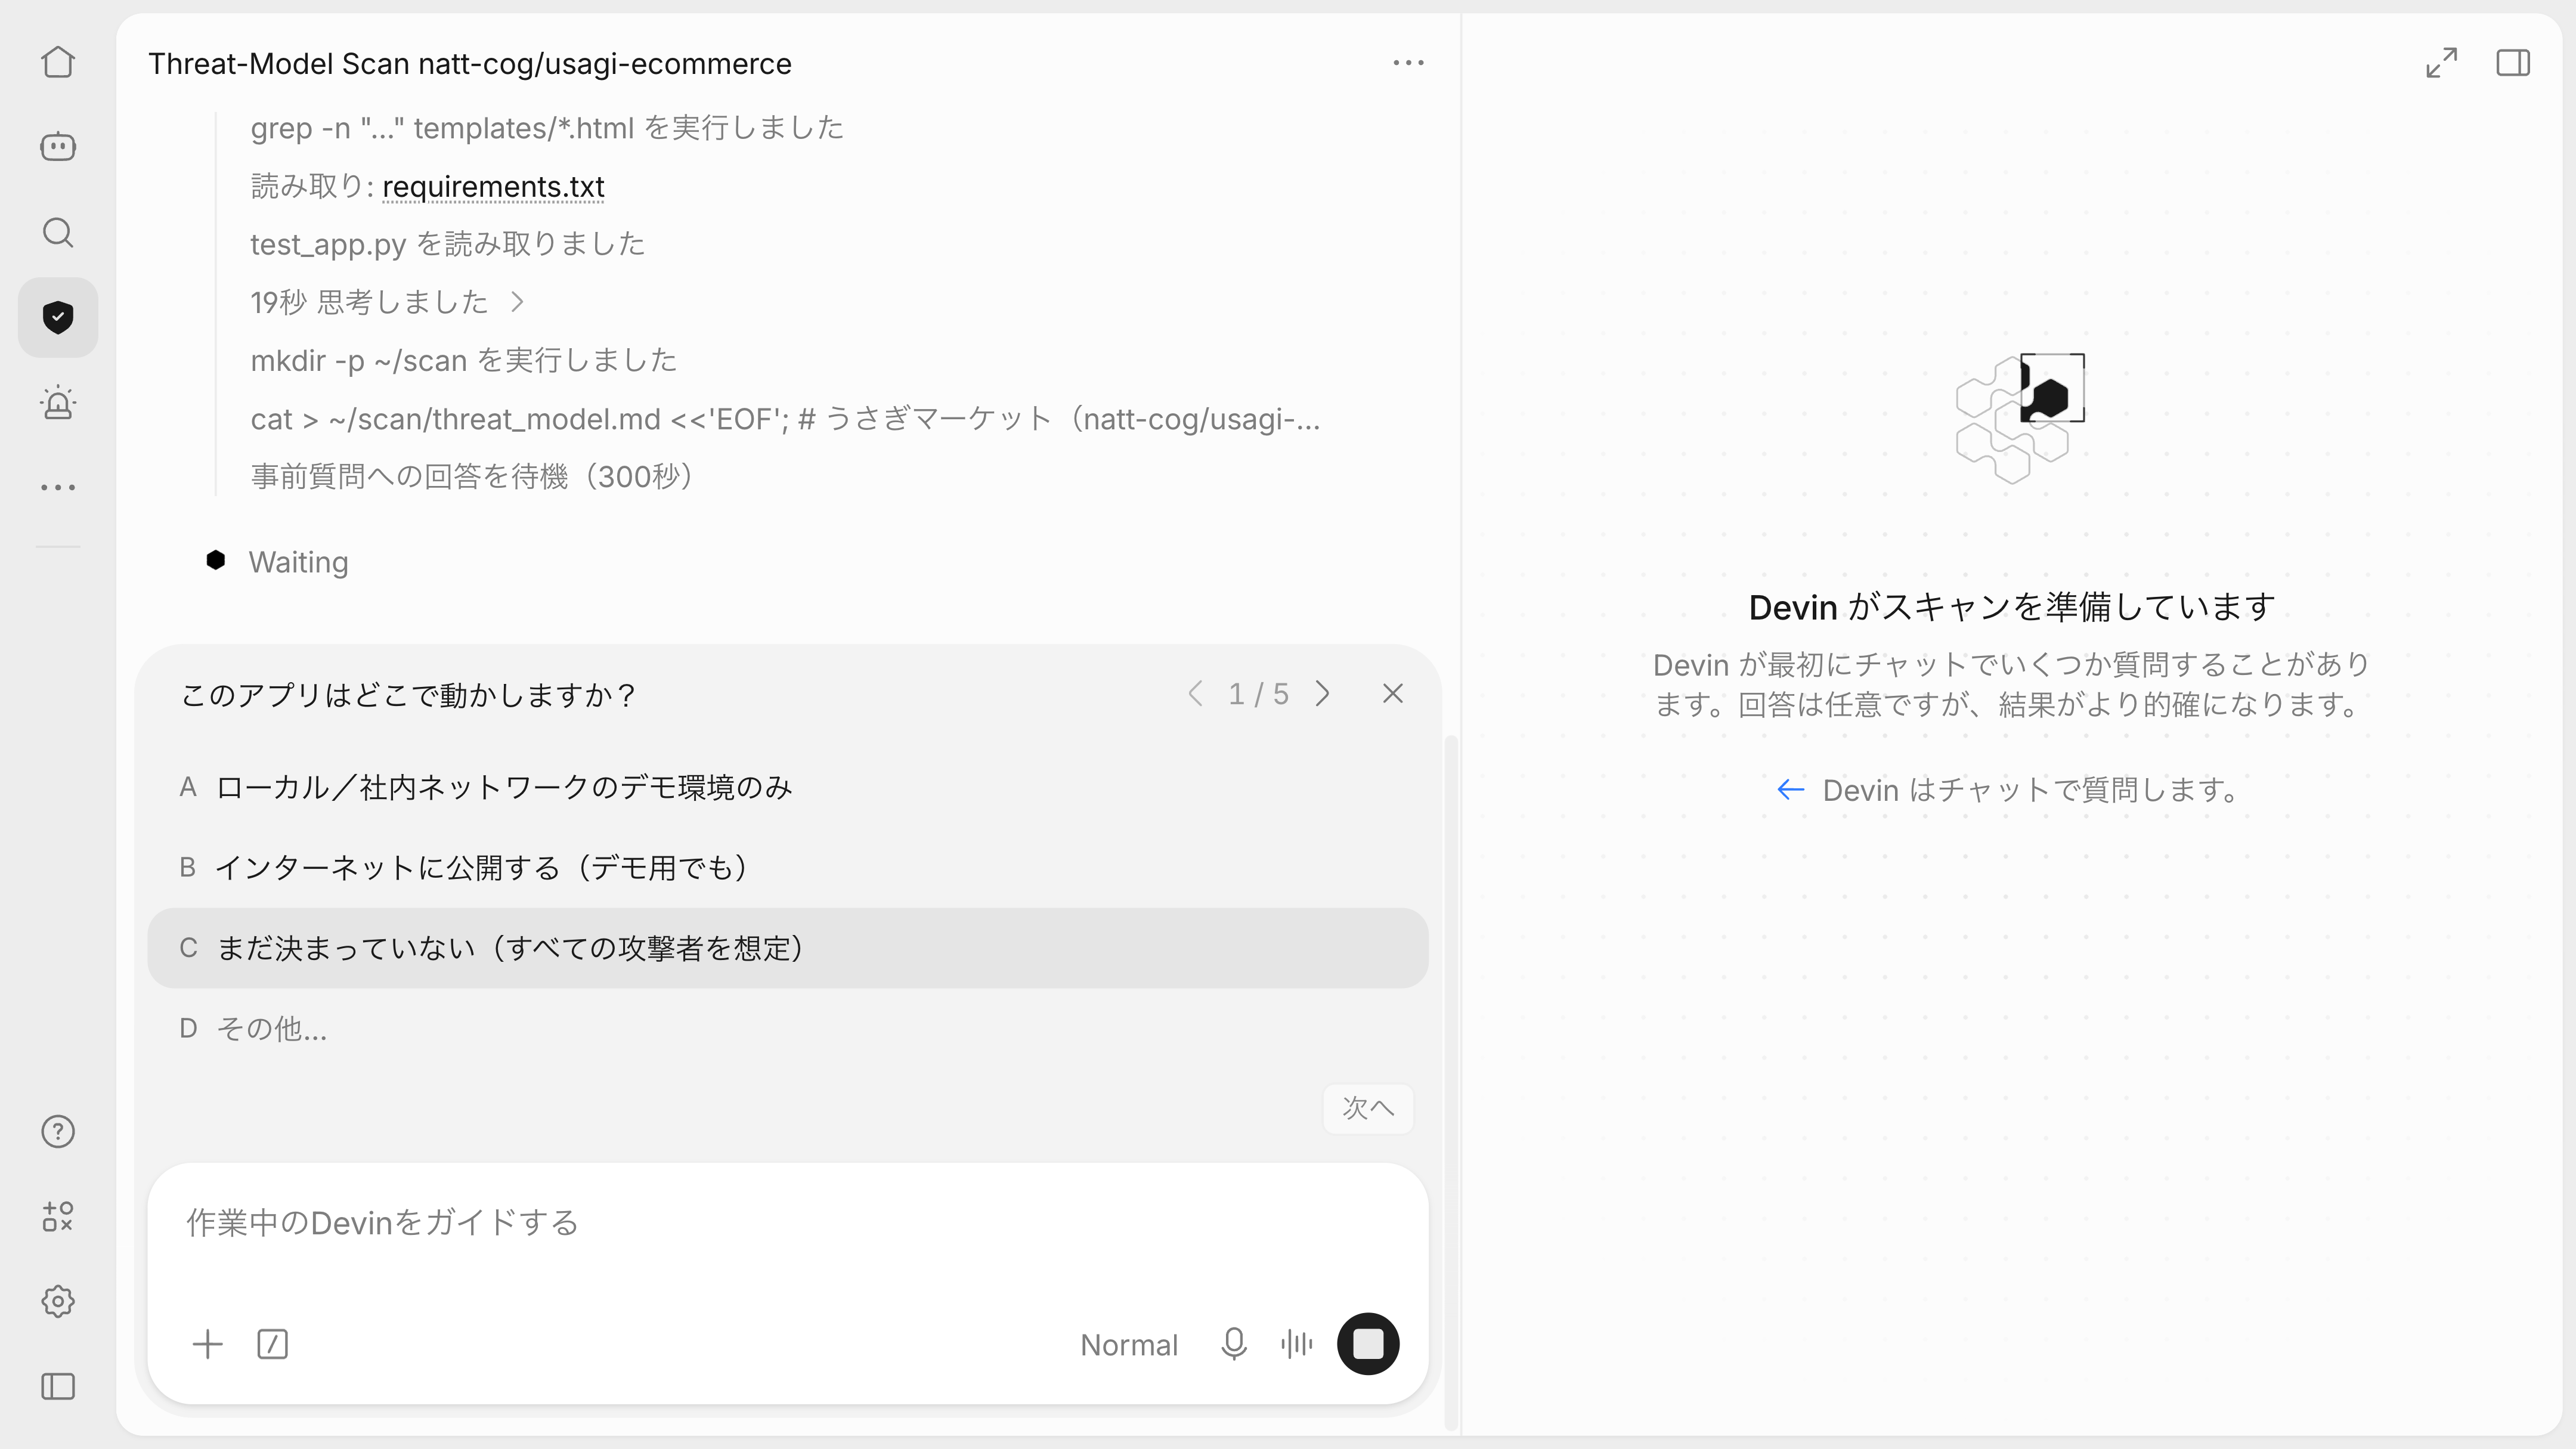 Threat-Model Scan natt-cog/usagi-ecommerce
grep -n "..." templates/*.html を実行しました
読み取り: requirements.txt
test_app.py を読み取りました
19秒 思考しました
mkdir -p ~/scan を実行しました
cat > ~/scan/threat_model.md <<'EOF'; # うさぎマーケット（natt-cog/usagi-...
事前質問への回答を待機（300秒）
Waiting
このアプリはどこで動かしますか？
1 / 5
A ローカル／社内ネットワークのデモ環境のみ
B インターネットに公開する（デモ用でも）
C まだ決まっていない（すべての攻撃者を想定）
D その他...
次へ
作業中のDevinをガイドする
Normal
Devin がスキャンを準備しています
Devin が最初にチャットでいくつか質問することがあり
ます。回答は任意ですが、結果がより的確になります。
← Devin はチャットで質問します。